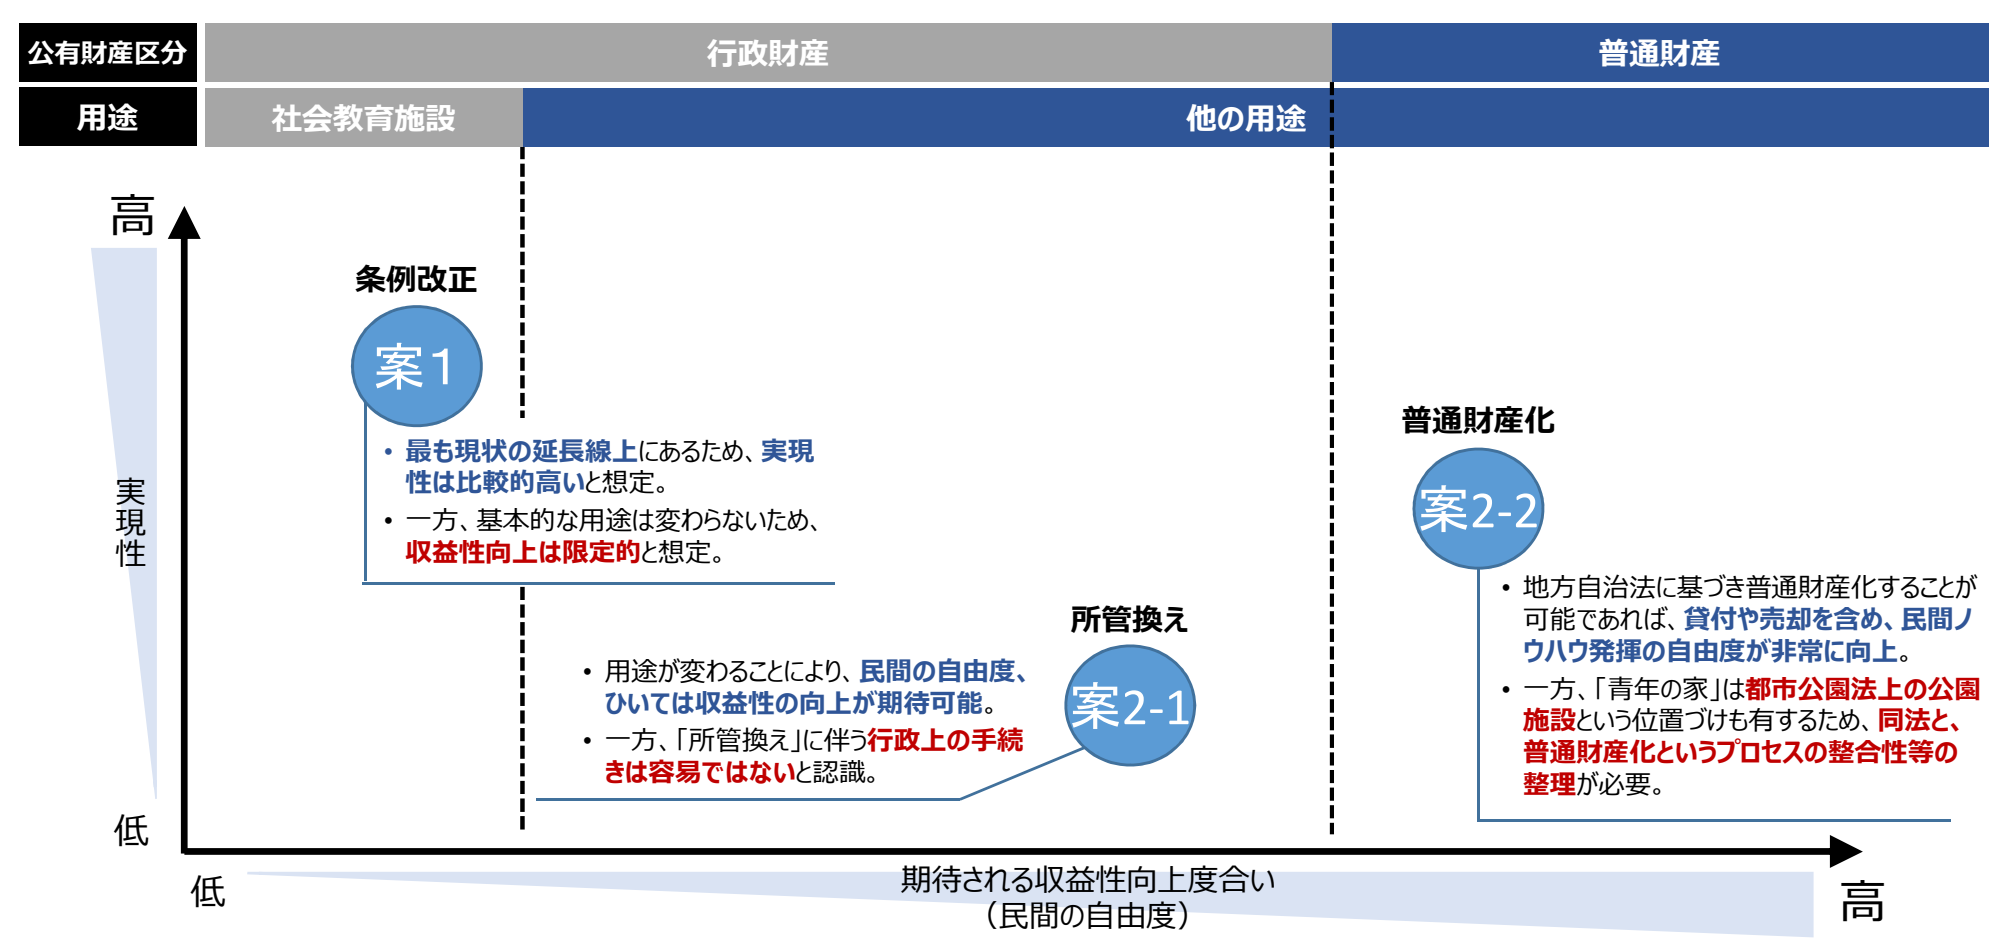 公有財産区分
行政財産
普通財産
用途
社会教育施設
他の用途
高
実現性
低
条例改正
案１
• 最も現状の延長線上にあるため、実現
性は比較的高いと想定。
• 一方、基本的な用途は変わらないため、
収益性向上は限定的と想定。
所管換え
案2-1
• 用途が変わることにより、民間の自由度、
ひいては収益性の向上が期待可能。
• 一方、「所管換え」に伴う行政上の手続
きは容易ではないと認識。
普通財産化
案2-2
• 地方自治法に基づき普通財産化することが
可能であれば、貸付や売却を含め、民間ノ
ウハウ発揮の自由度が非常に向上。
• 一方、「青年の家」は都市公園法上の公園
施設という位置づけも有するため、同法と、
普通財産化というプロセスの整合性等の
整理が必要。
低
期待される収益性向上度合い
（民間の自由度）
高